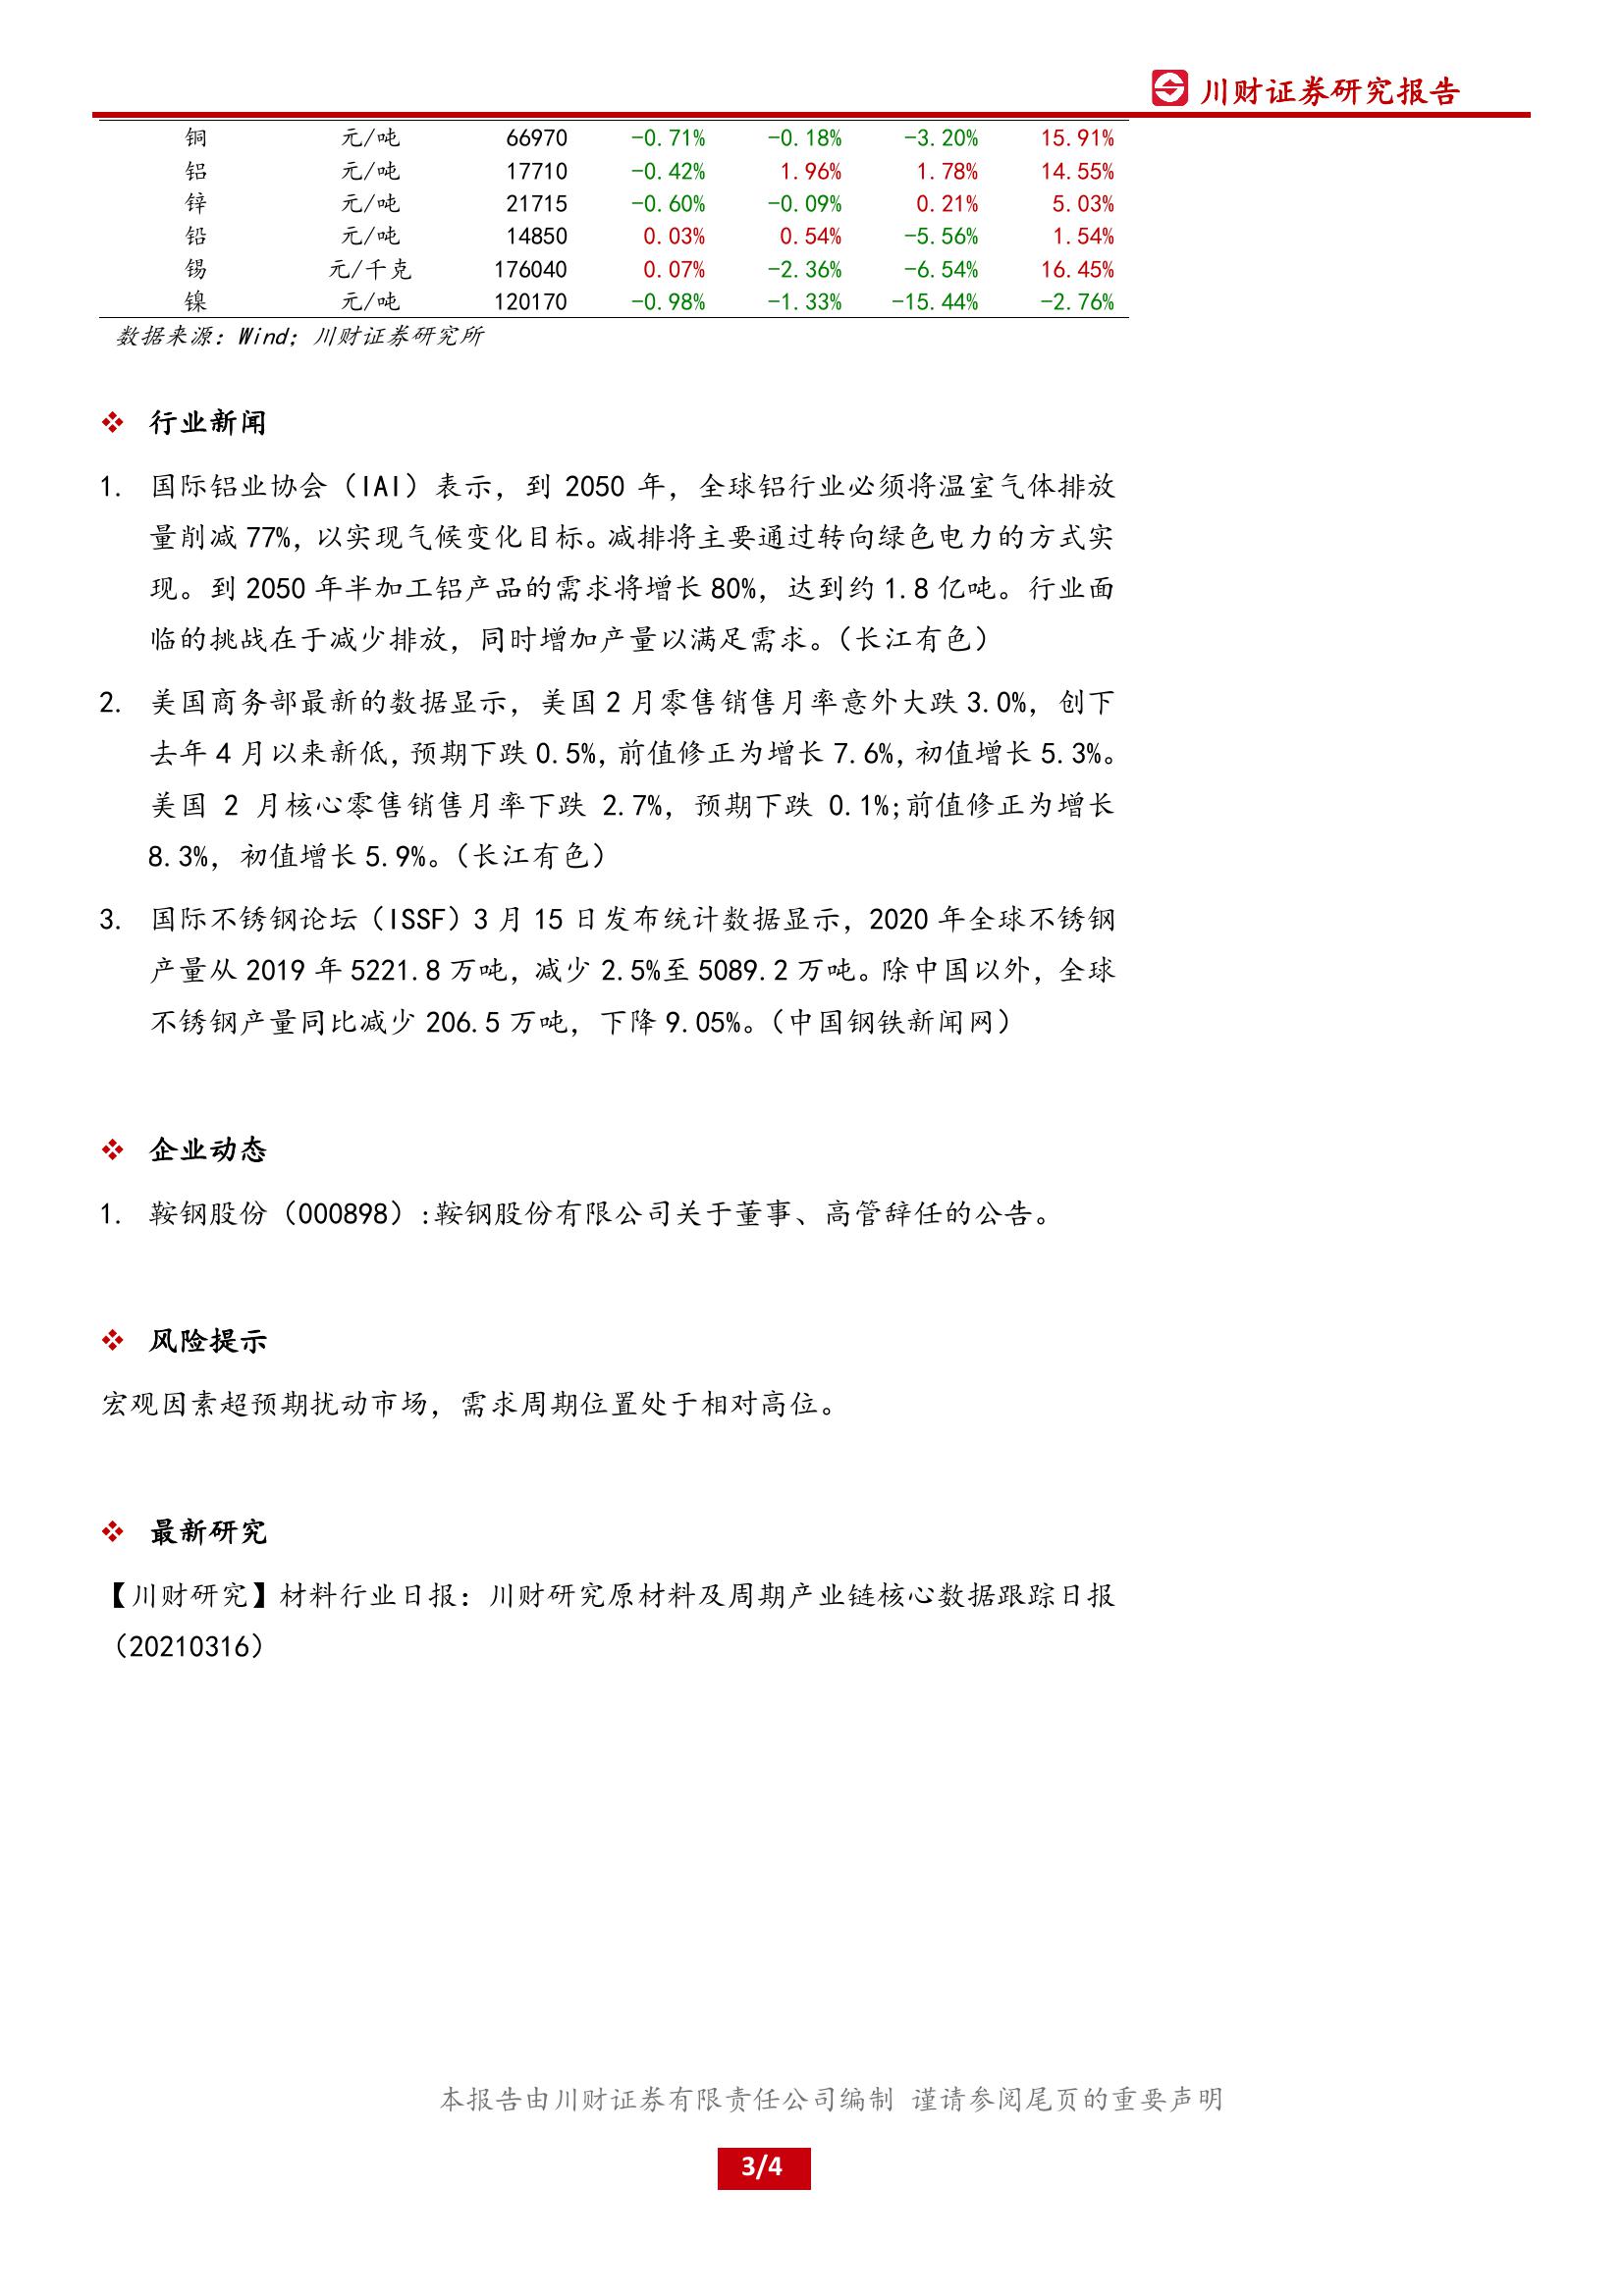 川财证券研究报告
铜 元/吨 66970 -0.71% -0.18% -3.20% 15.91%
铝 元/吨 17710 -0.42% 1.96% 1.78% 14.55%
锌 元/吨 21715 -0.60% -0.09% 0.21% 5.03%
铅 元/吨 14850 0.03% 0.54% -5.56% 1.54%
锡 元/千克 176040 0.07% -2.36% -6.54% 16.45%
镍 元/吨 120170 -0.98% -1.33% -15.44% -2.76%
数据来源：Wind；川财证券研究所
❖ 行业新闻
1. 国际铝业协会（IAI）表示，到 2050 年，全球铝行业必须将温室气体排放
量削减 77%，以实现气候变化目标。减排将主要通过转向绿色电力的方式实
现。到 2050 年半加工铝产品的需求将增长 80%，达到约 1.8 亿吨。行业面
临的挑战在于减少排放，同时增加产量以满足需求。（长江有色）
2. 美国商务部最新的数据显示，美国 2 月零售销售月率意外大跌 3.0%，创下
去年 4 月以来新低，预期下跌 0.5%，前值修正为增长 7.6%，初值增长 5.3%。
美国 2 月核心零售销售月率下跌 2.7%，预期下跌 0.1%;前值修正为增长
8.3%，初值增长 5.9%。（长江有色）
3. 国际不锈钢论坛（ISSF）3 月 15 日发布统计数据显示，2020 年全球不锈钢
产量从 2019 年 5221.8 万吨，减少 2.5%至 5089.2 万吨。除中国以外，全球
不锈钢产量同比减少 206.5 万吨，下降 9.05%。（中国钢铁新闻网）
❖ 企业动态
1. 鞍钢股份（000898）:鞍钢股份有限公司关于董事、高管辞任的公告。
❖ 风险提示
宏观因素超预期扰动市场，需求周期位置处于相对高位。
❖ 最新研究
【川财研究】材料行业日报：川财研究原材料及周期产业链核心数据跟踪日报
（20210316）
本报告由川财证券有限责任公司编制 谨请参阅尾页的重要声明
3/4